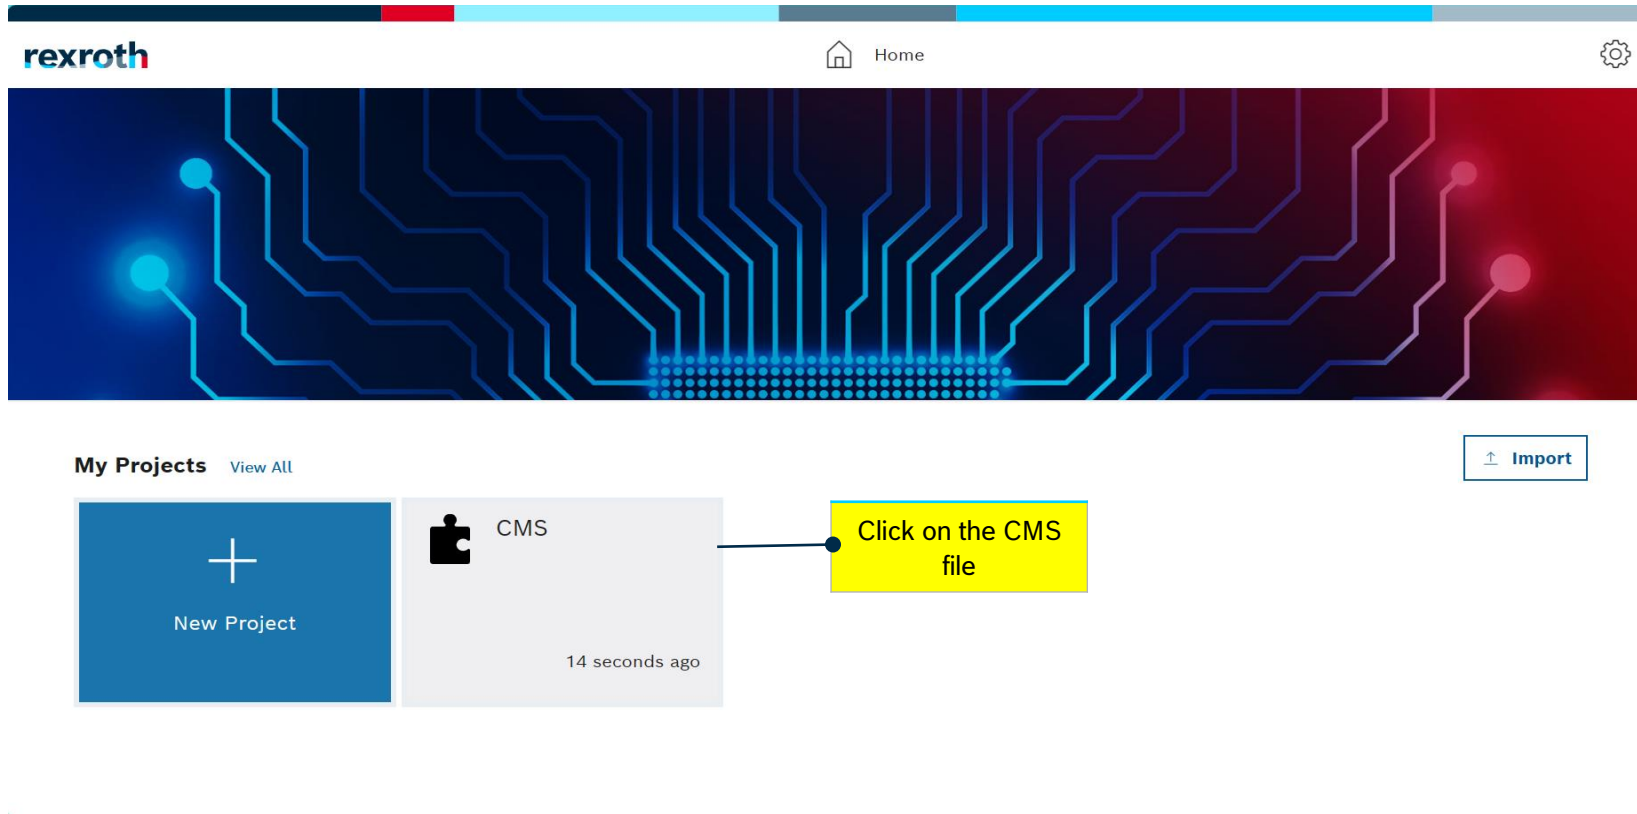 rexroth
Home
My Projects View All
Import
New Project
CMS
14 seconds ago
Click on the CMS
file